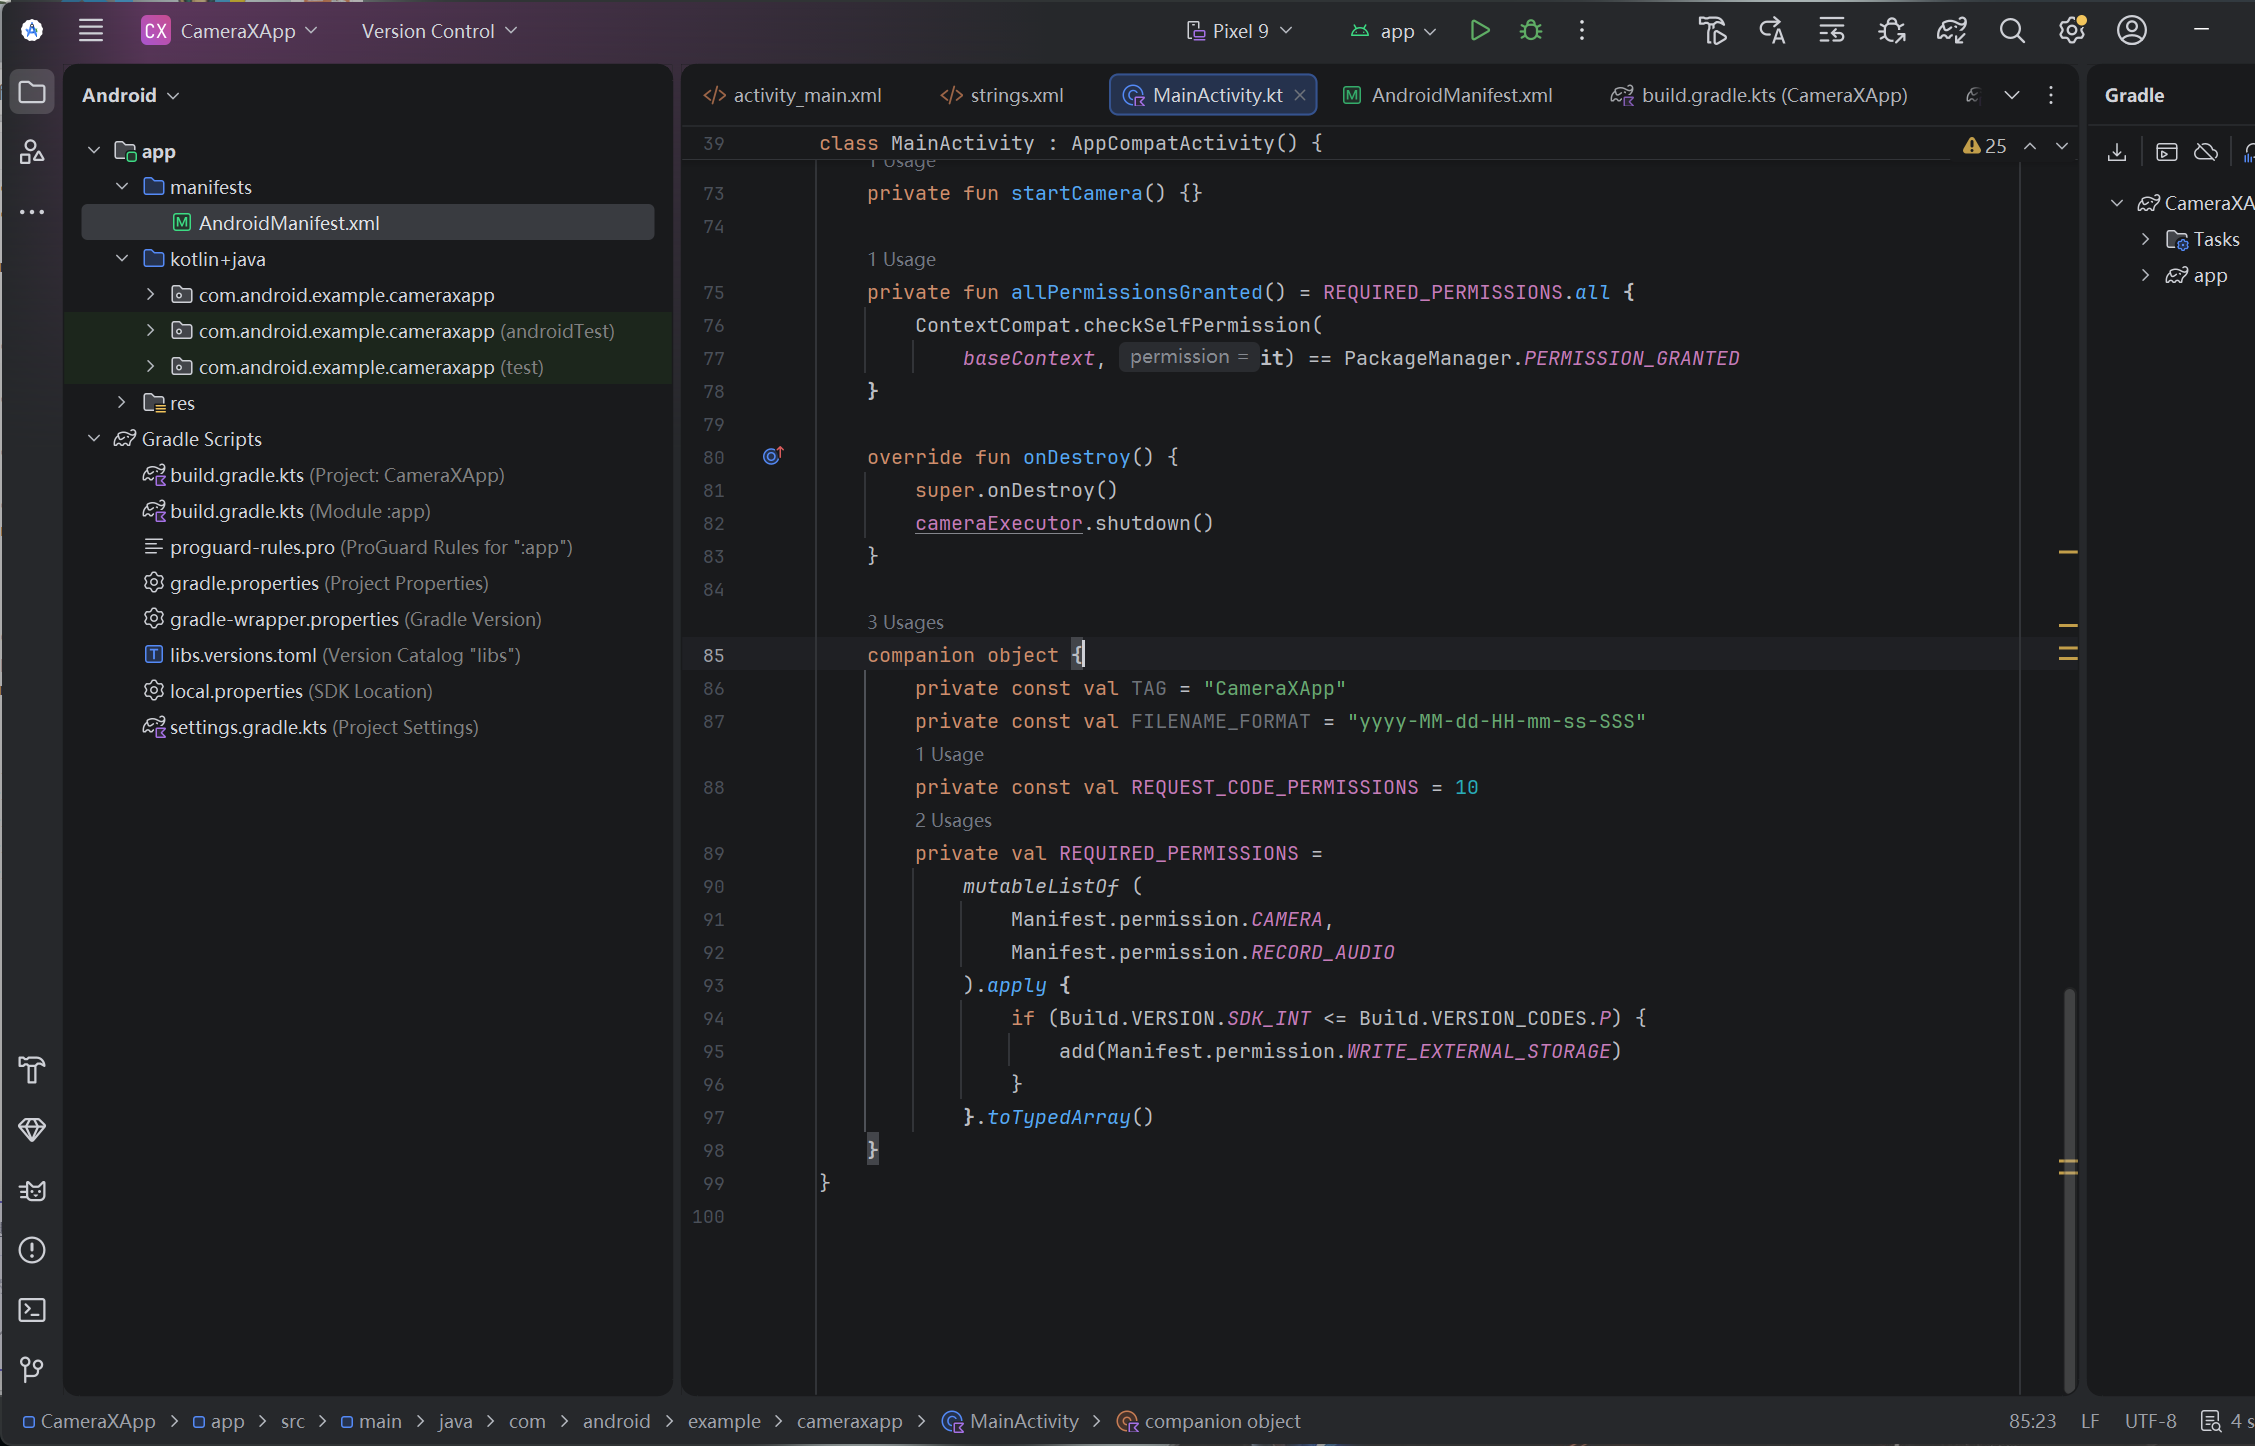 CX CameraXApp Version Control Pixel 9 app
Android
app
manifests
AndroidManifest.xml
kotlin+java
com.android.example.cameraxapp
com.android.example.cameraxapp (androidTest)
com.android.example.cameraxapp (test)
res
Gradle Scripts
build.gradle.kts (Project: CameraXApp)
build.gradle.kts (Module :app)
proguard-rules.pro (ProGuard Rules for ":app")
gradle.properties (Project Properties)
gradle-wrapper.properties (Gradle Version)
libs.versions.toml (Version Catalog "libs")
local.properties (SDK Location)
settings.gradle.kts (Project Settings)
activity_main.xml strings.xml MainActivity.kt AndroidManifest.xml build.gradle.kts (CameraXApp)
39 class MainActivity : AppCompatActivity() { 25
1 Usage
73 private fun startCamera() {}
74
1 Usage
75 private fun allPermissionsGranted() = REQUIRED_PERMISSIONS.all {
76 ContextCompat.checkSelfPermission(
77 baseContext, permission = it) == PackageManager.PERMISSION_GRANTED
78 }
79
80 override fun onDestroy() {
81 super.onDestroy()
82 cameraExecutor.shutdown()
83 }
84
3 Usages
85 companion object {
86 private const val TAG = "CameraXApp"
87 private const val FILENAME_FORMAT = "yyyy-MM-dd-HH-mm-ss-SSS"
1 Usage
88 private const val REQUEST_CODE_PERMISSIONS = 10
2 Usages
89 private val REQUIRED_PERMISSIONS =
90 mutableListOf (
91 Manifest.permission.CAMERA,
92 Manifest.permission.RECORD_AUDIO
93 ).apply {
94 if (Build.VERSION.SDK_INT <= Build.VERSION_CODES.P) {
95 add(Manifest.permission.WRITE_EXTERNAL_STORAGE)
96 }
97 }.toTypedArray()
98 }
99 }
100
Gradle
CameraXA
Tasks
app
CameraXApp > app > src > main > java > com > android > example > cameraxapp > MainActivity > companion object 85:23 LF UTF-8 4 s